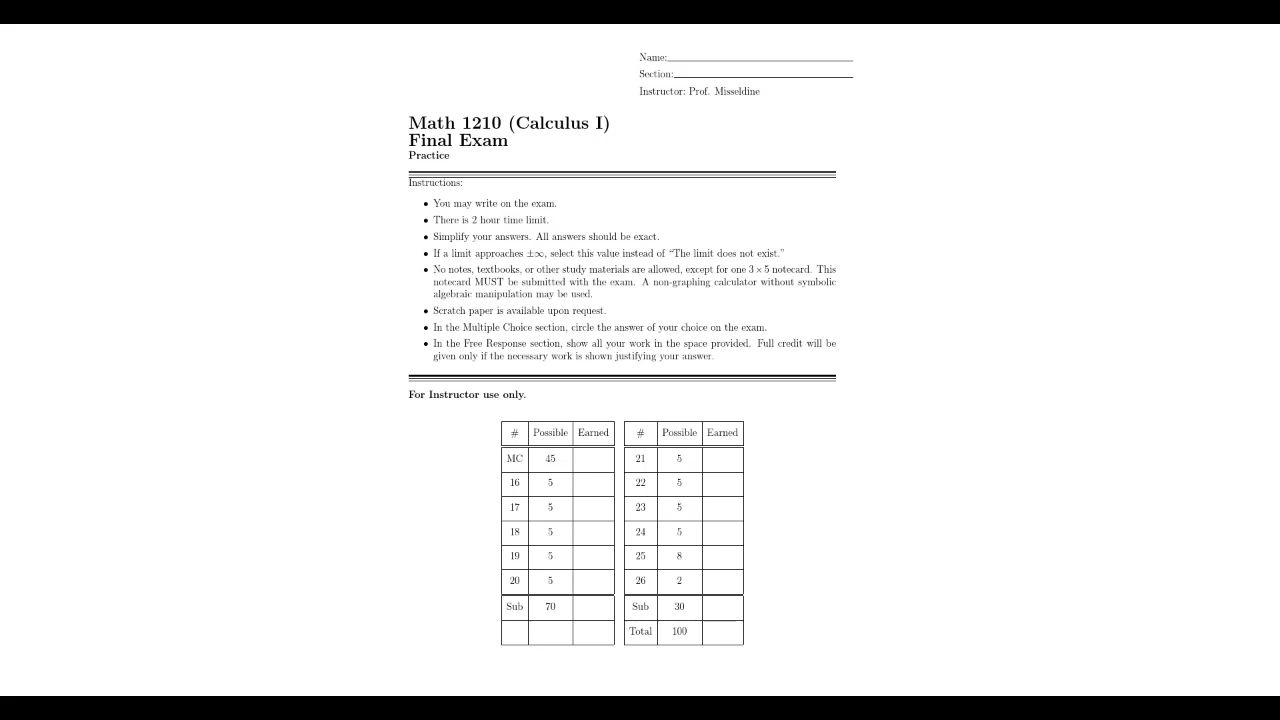 Name:
Section:
Instructor: Prof. Misseldine
Math 1210 (Calculus I)
Final Exam
Practice
Instructions:
• You may write on the exam.
• There is 2 hour time limit.
• Simplify your answers. All answers should be exact.
• If a limit approaches ±∞, select this value instead of “The limit does not exist.”
• No notes, textbooks, or other study materials are allowed, except for one 3 × 5 notecard. This
notecard MUST be submitted with the exam. A non-graphing calculator without symbolic
algebraic manipulation may be used.
• Scratch paper is available upon request.
• In the Multiple Choice section, circle the answer of your choice on the exam.
• In the Free Response section, show all your work in the space provided. Full credit will be
given only if the necessary work is shown justifying your answer.
For Instructor use only.
# Possible Earned # Possible Earned
MC 45 21 5
16 5 22 5
17 5 23 5
18 5 24 5
19 5 25 8
20 5 26 2
Sub 70 Sub 30
Total 100